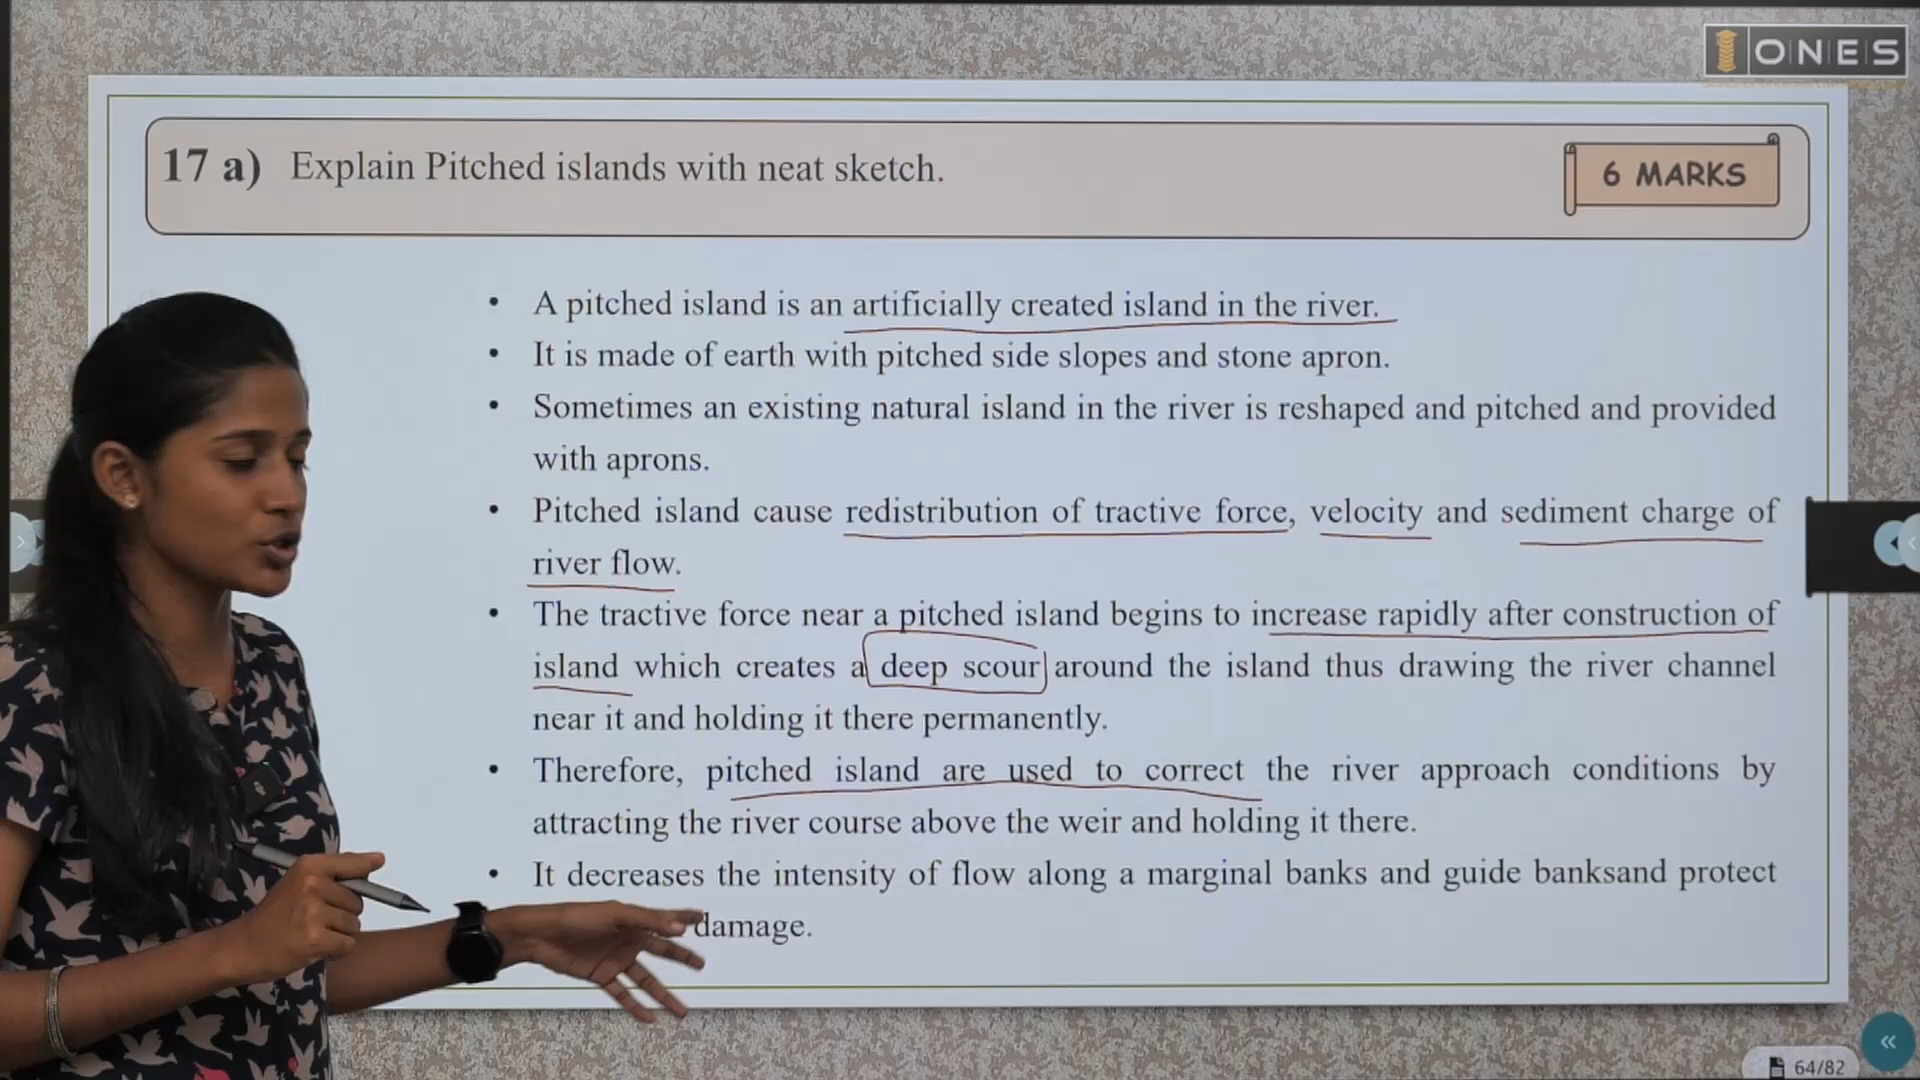 ONES
17 a) Explain Pitched islands with neat sketch.
6 MARKS
• A pitched island is an artificially created island in the river.
• It is made of earth with pitched side slopes and stone apron.
• Sometimes an existing natural island in the river is reshaped and pitched and provided
with aprons.
• Pitched island cause redistribution of tractive force, velocity and sediment charge of
river flow.
• The tractive force near a pitched island begins to increase rapidly after construction of
island which creates a deep scour around the island thus drawing the river channel
near it and holding it there permanently.
• Therefore, pitched island are used to correct the river approach conditions by
attracting the river course above the weir and holding it there.
• It decreases the intensity of flow along a marginal banks and guide banksand protect
damage.
64/82